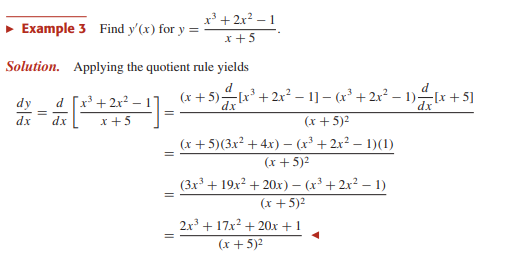 ▸ Example 3 Find y′(x) for y = (x³ + 2x² − 1)/(x + 5).
Solution. Applying the quotient rule yields
dy/dx = d/dx [(x³ + 2x² − 1)/(x + 5)] = ((x + 5) d/dx [x³ + 2x² − 1] − (x³ + 2x² − 1) d/dx [x + 5])/(x + 5)²
= ((x + 5)(3x² + 4x) − (x³ + 2x² − 1)(1))/(x + 5)²
= ((3x³ + 19x² + 20x) − (x³ + 2x² − 1))/(x + 5)²
= (2x³ + 17x² + 20x + 1)/(x + 5)² ◂